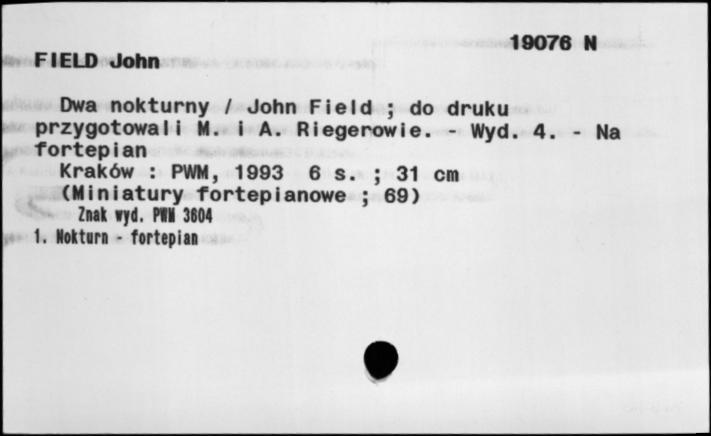 19076 N
FIELD John
Dwa nokturny / John Field ; do druku
przygotowali M. i A. Riegerowie. - Wyd. 4. - Na
fortepian
Kraków : PWM, 1993 6 s. ; 31 cm
(Miniatury fortepianowe ; 69)
Znak wyd. PWM 3604
1. Nokturn - fortepian